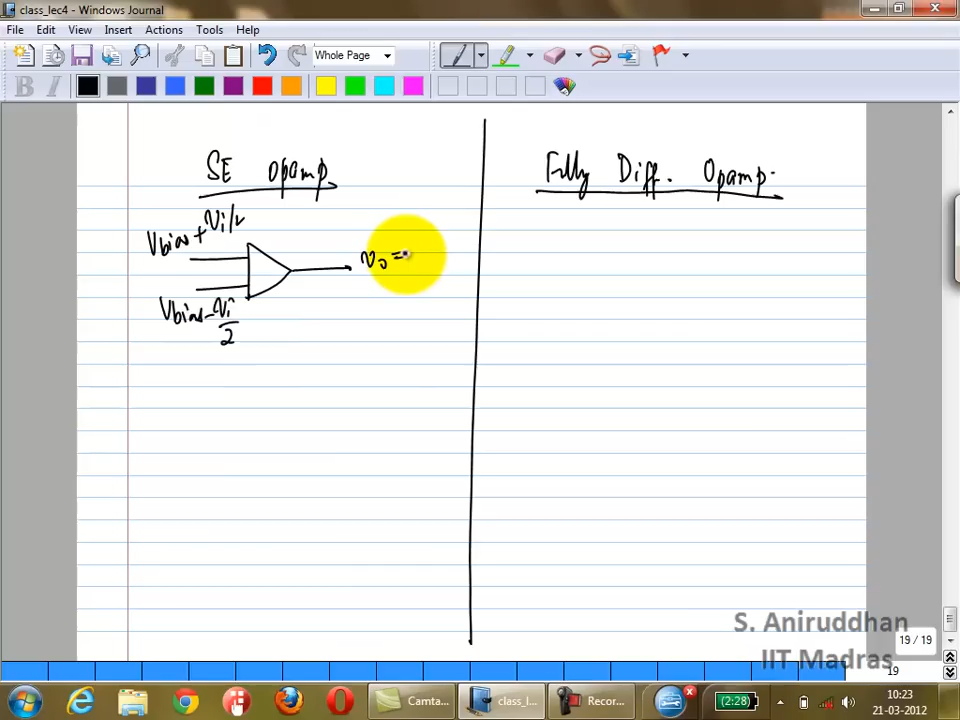 class_lec4 - Windows Journal
File Edit View Insert Actions Tools Help
Whole Page
B I
SE Opamp
Fully Diff. Opamp.
Vbias + Vi/2
Vbias - Vi/2
Vo =
S. Aniruddhan
IIT Madras
19 / 19
19
Camta...
class_l...
Recor...
(2:28)
10:23
21-03-2012